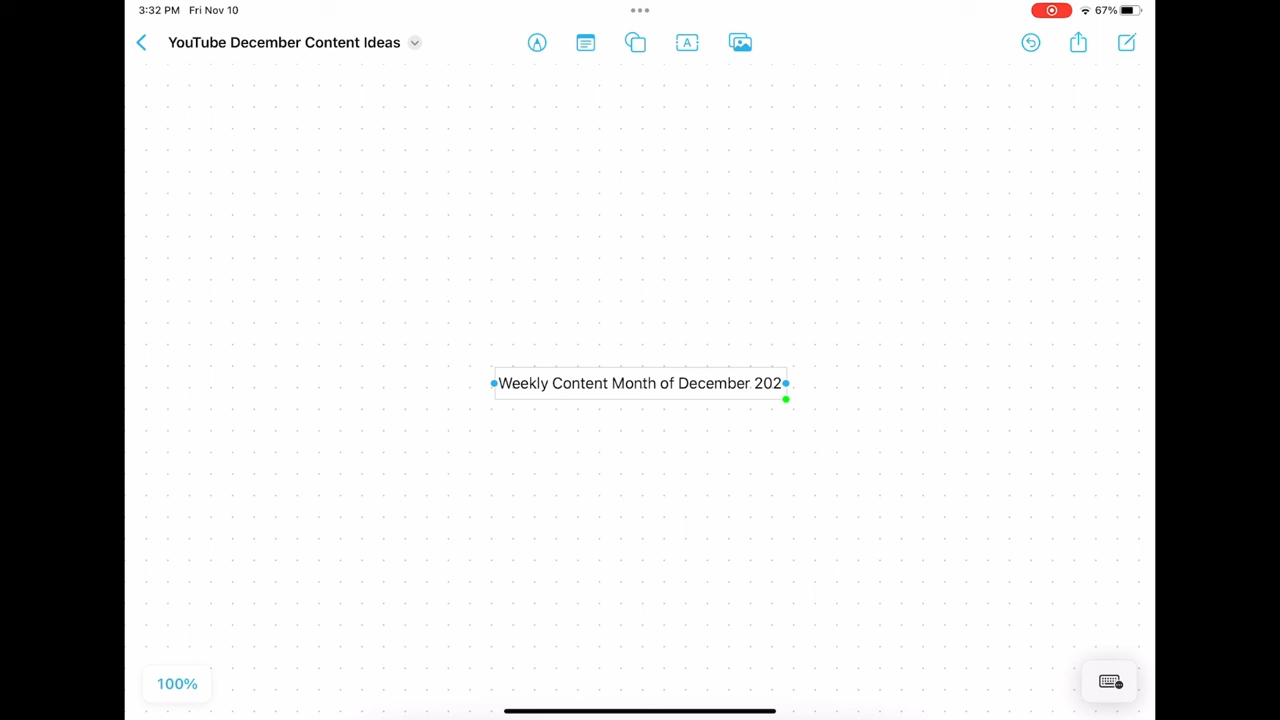 3:32 PM Fri Nov 10
67%
YouTube December Content Ideas
A
Weekly Content Month of December 202
100%